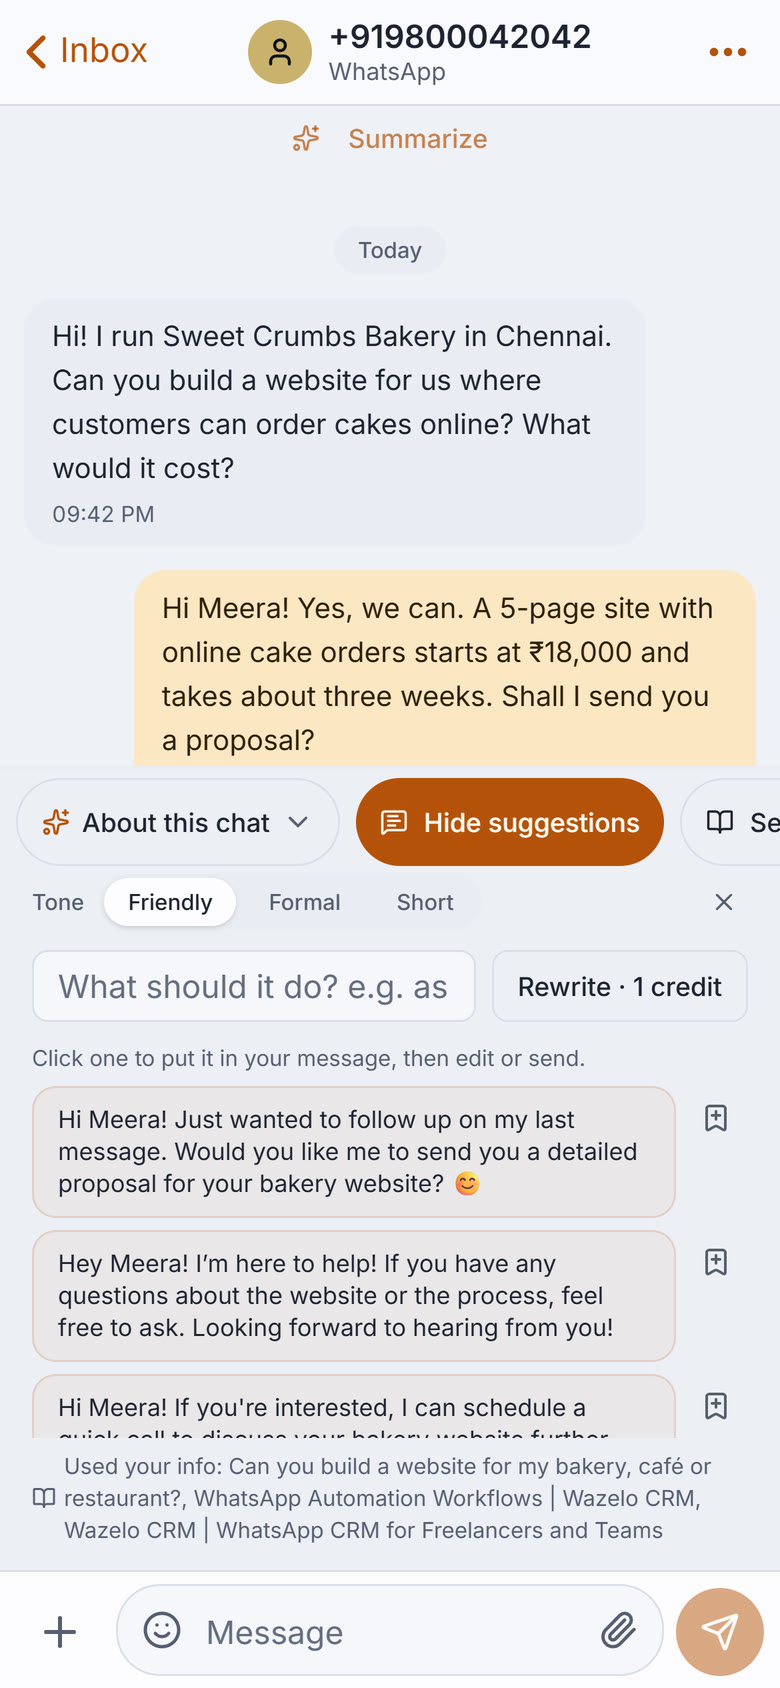 Inbox
+919800042042
WhatsApp
Summarize
Today
Hi! I run Sweet Crumbs Bakery in Chennai.
Can you build a website for us where
customers can order cakes online? What
would it cost?
09:42 PM
Hi Meera! Yes, we can. A 5-page site with
online cake orders starts at ₹18,000 and
takes about three weeks. Shall I send you
a proposal?
About this chat
Hide suggestions
Se
Tone
Friendly
Formal
Short
What should it do? e.g. as
Rewrite · 1 credit
Click one to put it in your message, then edit or send.
Hi Meera! Just wanted to follow up on my last
message. Would you like me to send you a detailed
proposal for your bakery website? 😊
Hey Meera! I’m here to help! If you have any
questions about the website or the process, feel
free to ask. Looking forward to hearing from you!
Hi Meera! If you're interested, I can schedule a
quick call to discuss your bakery website further
Used your info: Can you build a website for my bakery, café or
restaurant?, WhatsApp Automation Workflows | Wazelo CRM,
Wazelo CRM | WhatsApp CRM for Freelancers and Teams
Message